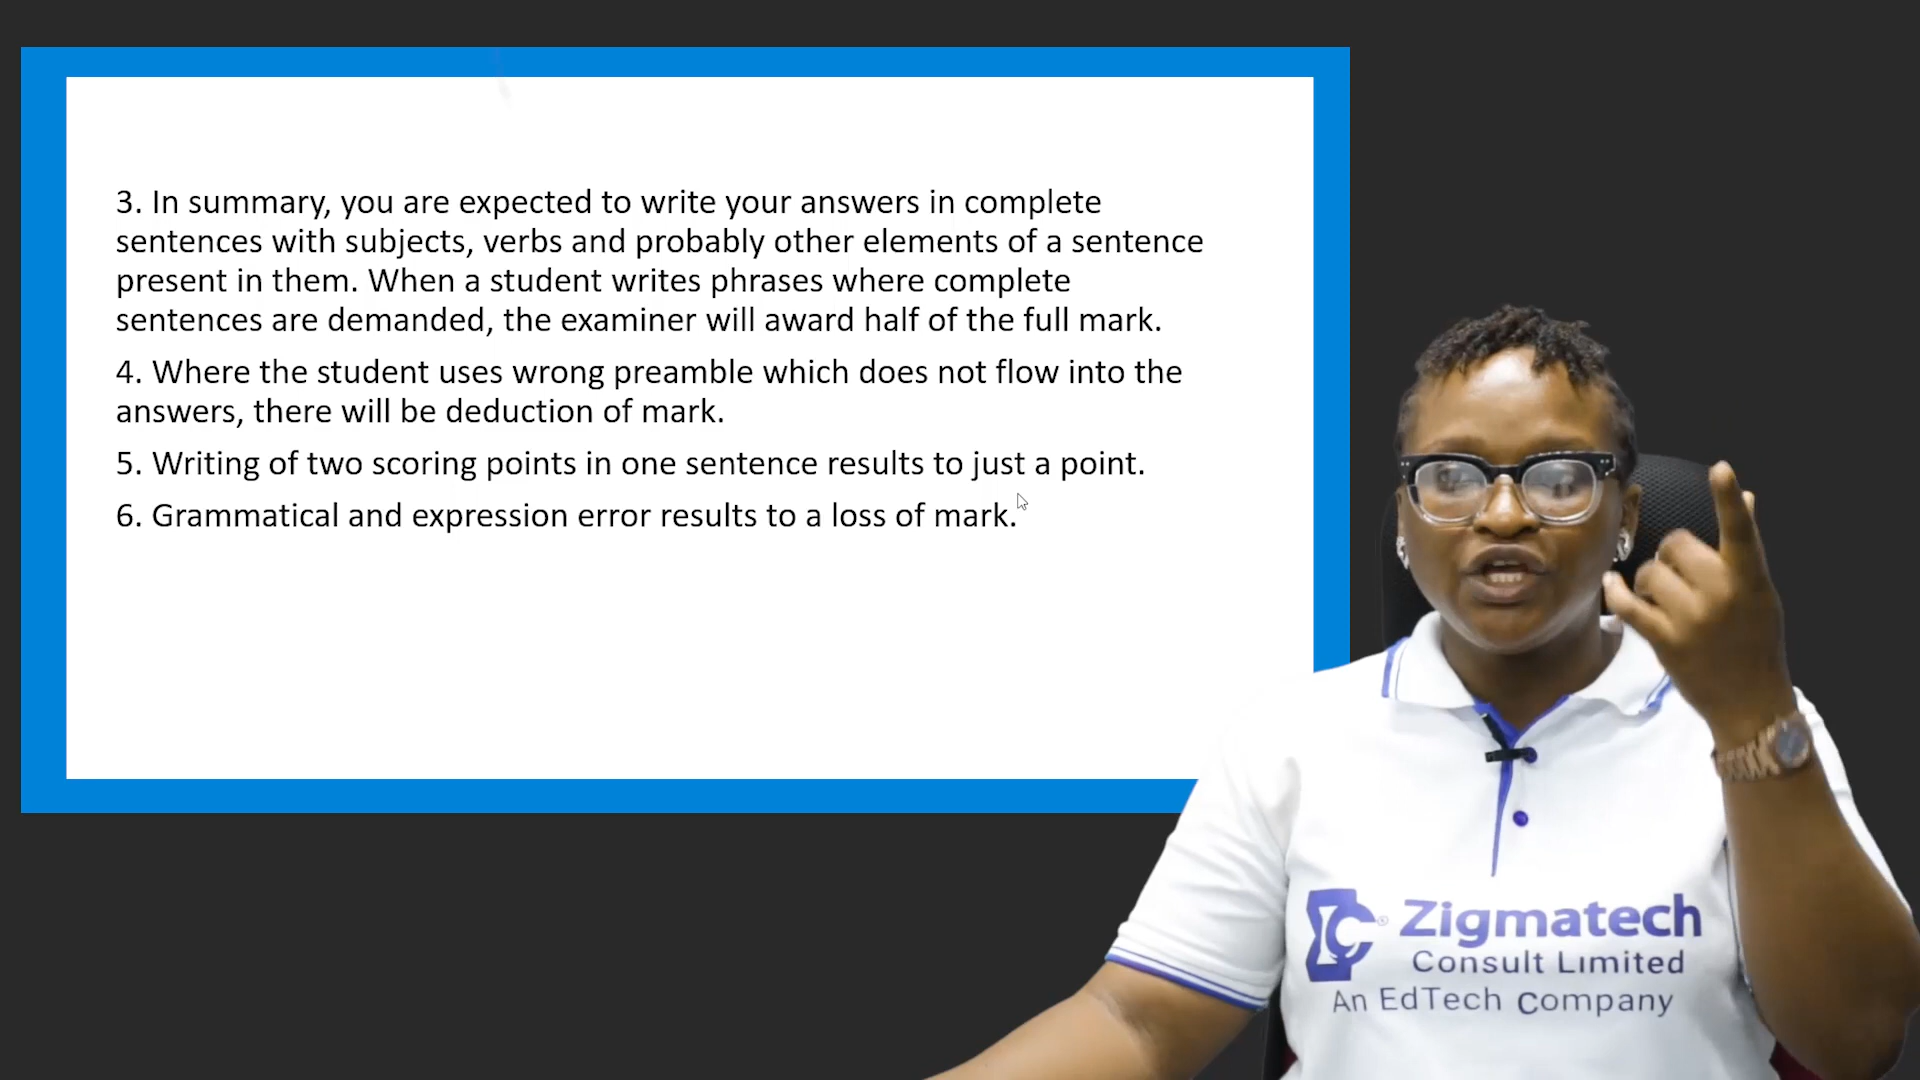 3. In summary, you are expected to write your answers in complete
sentences with subjects, verbs and probably other elements of a sentence
present in them. When a student writes phrases where complete
sentences are demanded, the examiner will award half of the full mark.
4. Where the student uses wrong preamble which does not flow into the
answers, there will be deduction of mark.
5. Writing of two scoring points in one sentence results to just a point.
6. Grammatical and expression error results to a loss of mark.
Zigmatech
Consult Limited
An EdTech Company